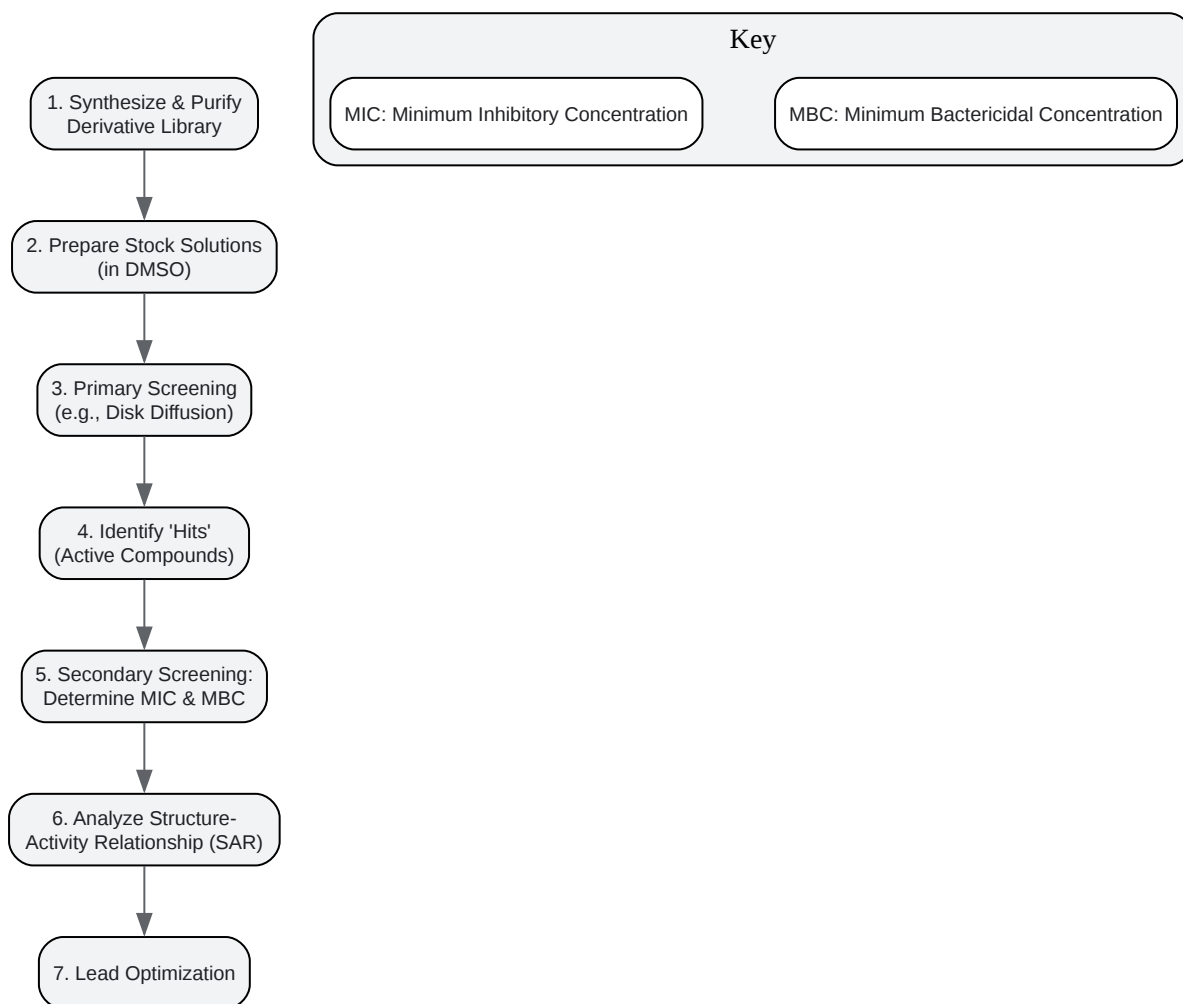 Key
MIC: Minimum Inhibitory Concentration
MBC: Minimum Bactericidal Concentration
1. Synthesize & Purify
Derivative Library
2. Prepare Stock Solutions
(in DMSO)
3. Primary Screening
(e.g., Disk Diffusion)
4. Identify 'Hits'
(Active Compounds)
5. Secondary Screening:
Determine MIC & MBC
6. Analyze Structure-
Activity Relationship (SAR)
7. Lead Optimization